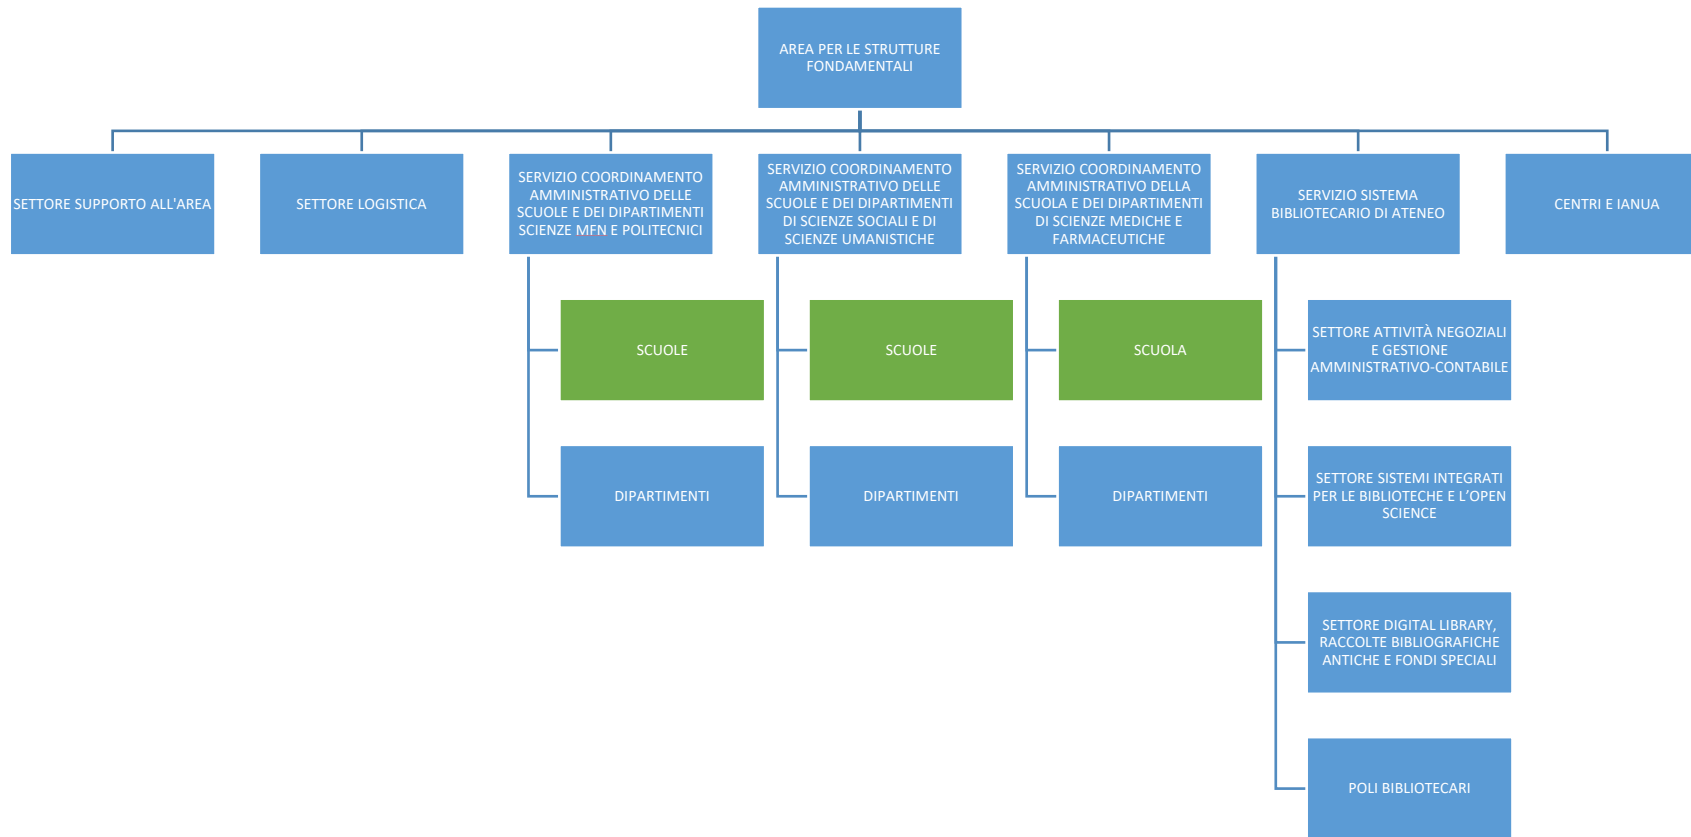 AREA PER LE STRUTTURE
FONDAMENTALI
SETTORE SUPPORTO ALL'AREA
SETTORE LOGISTICA
SERVIZIO COORDINAMENTO
AMMINISTRATIVO DELLE
SCUOLE E DEI DIPARTIMENTI
SCIENZE MFN E POLITECNICI
SERVIZIO COORDINAMENTO
AMMINISTRATIVO DELLE
SCUOLE E DEI DIPARTIMENTI
DI SCIENZE SOCIALI E DI
SCIENZE UMANISTICHE
SERVIZIO COORDINAMENTO
AMMINISTRATIVO DELLA
SCUOLA E DEI DIPARTIMENTI
DI SCIENZE MEDICHE E
FARMACEUTICHE
SERVIZIO SISTEMA
BIBLIOTECARIO DI ATENEO
CENTRI E IANUA
SCUOLE
SCUOLE
SCUOLA
SETTORE ATTIVITÀ NEGOZIALI
E GESTIONE
AMMINISTRATIVO-CONTABILE
DIPARTIMENTI
DIPARTIMENTI
DIPARTIMENTI
SETTORE SISTEMI INTEGRATI
PER LE BIBLIOTECHE E L’OPEN
SCIENCE
SETTORE DIGITAL LIBRARY,
RACCOLTE BIBLIOGRAFICHE
ANTICHE E FONDI SPECIALI
POLI BIBLIOTECARI